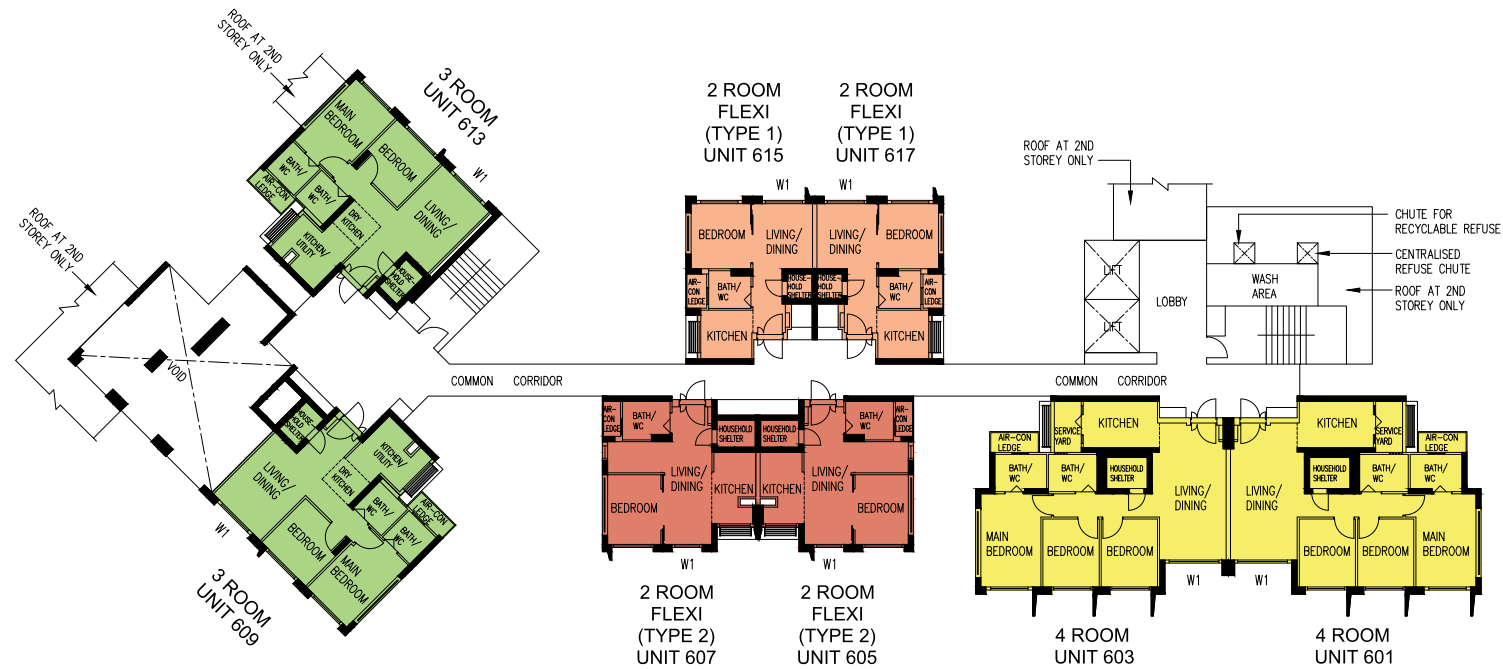 ROOF AT 2ND
STOREY ONLY
3 ROOM
UNIT 613
MAIN
BEDROOM
BEDROOM
BATH/
WC
BATH/
WC
AIR-CON
LEDGE
DRY
KITCHEN
LIVING/
DINING
W1
KITCHEN/
UTILITY
HOUSE-
HOLD
SHELTER
ROOF AT 2ND
STOREY ONLY
VOID
HOUSE-
HOLD
SHELTER
KITCHEN/
UTILITY
LIVING/
DINING
DRY
KITCHEN
BATH/
WC
AIR-CON
LEDGE
BATH/
WC
W1
BEDROOM
MAIN
BEDROOM
3 ROOM
UNIT 609
2 ROOM
FLEXI
(TYPE 1)
UNIT 615
2 ROOM
FLEXI
(TYPE 1)
UNIT 617
W1
W1
BEDROOM
LIVING/
DINING
LIVING/
DINING
BEDROOM
AIR-
CON
LEDGE
BATH/
WC
HOUSE-
HOLD
SHELTER
HOUSE-
HOLD
SHELTER
BATH/
WC
AIR-
CON
LEDGE
KITCHEN
KITCHEN
COMMON CORRIDOR
COMMON CORRIDOR
ROOF AT 2ND
STOREY ONLY
LIFT
LIFT
LOBBY
WASH
AREA
CHUTE FOR
RECYCLABLE REFUSE
CENTRALISED
REFUSE CHUTE
ROOF AT 2ND
STOREY ONLY
AIR-
CON
LEDGE
BATH/
WC
HOUSEHOLD
SHELTER
HOUSEHOLD
SHELTER
BATH/
WC
AIR-
CON
LEDGE
LIVING/
DINING
KITCHEN
KITCHEN
LIVING/
DINING
BEDROOM
BEDROOM
W1
W1
2 ROOM
FLEXI
(TYPE 2)
UNIT 607
2 ROOM
FLEXI
(TYPE 2)
UNIT 605
AIR-CON
LEDGE
SERVICE
YARD
KITCHEN
KITCHEN
SERVICE
YARD
AIR-CON
LEDGE
BATH/
WC
BATH/
WC
HOUSEHOLD
SHELTER
HOUSEHOLD
SHELTER
BATH/
WC
BATH/
WC
LIVING/
DINING
LIVING/
DINING
MAIN
BEDROOM
BEDROOM
BEDROOM
BEDROOM
BEDROOM
MAIN
BEDROOM
W1
W1
4 ROOM
UNIT 603
4 ROOM
UNIT 601